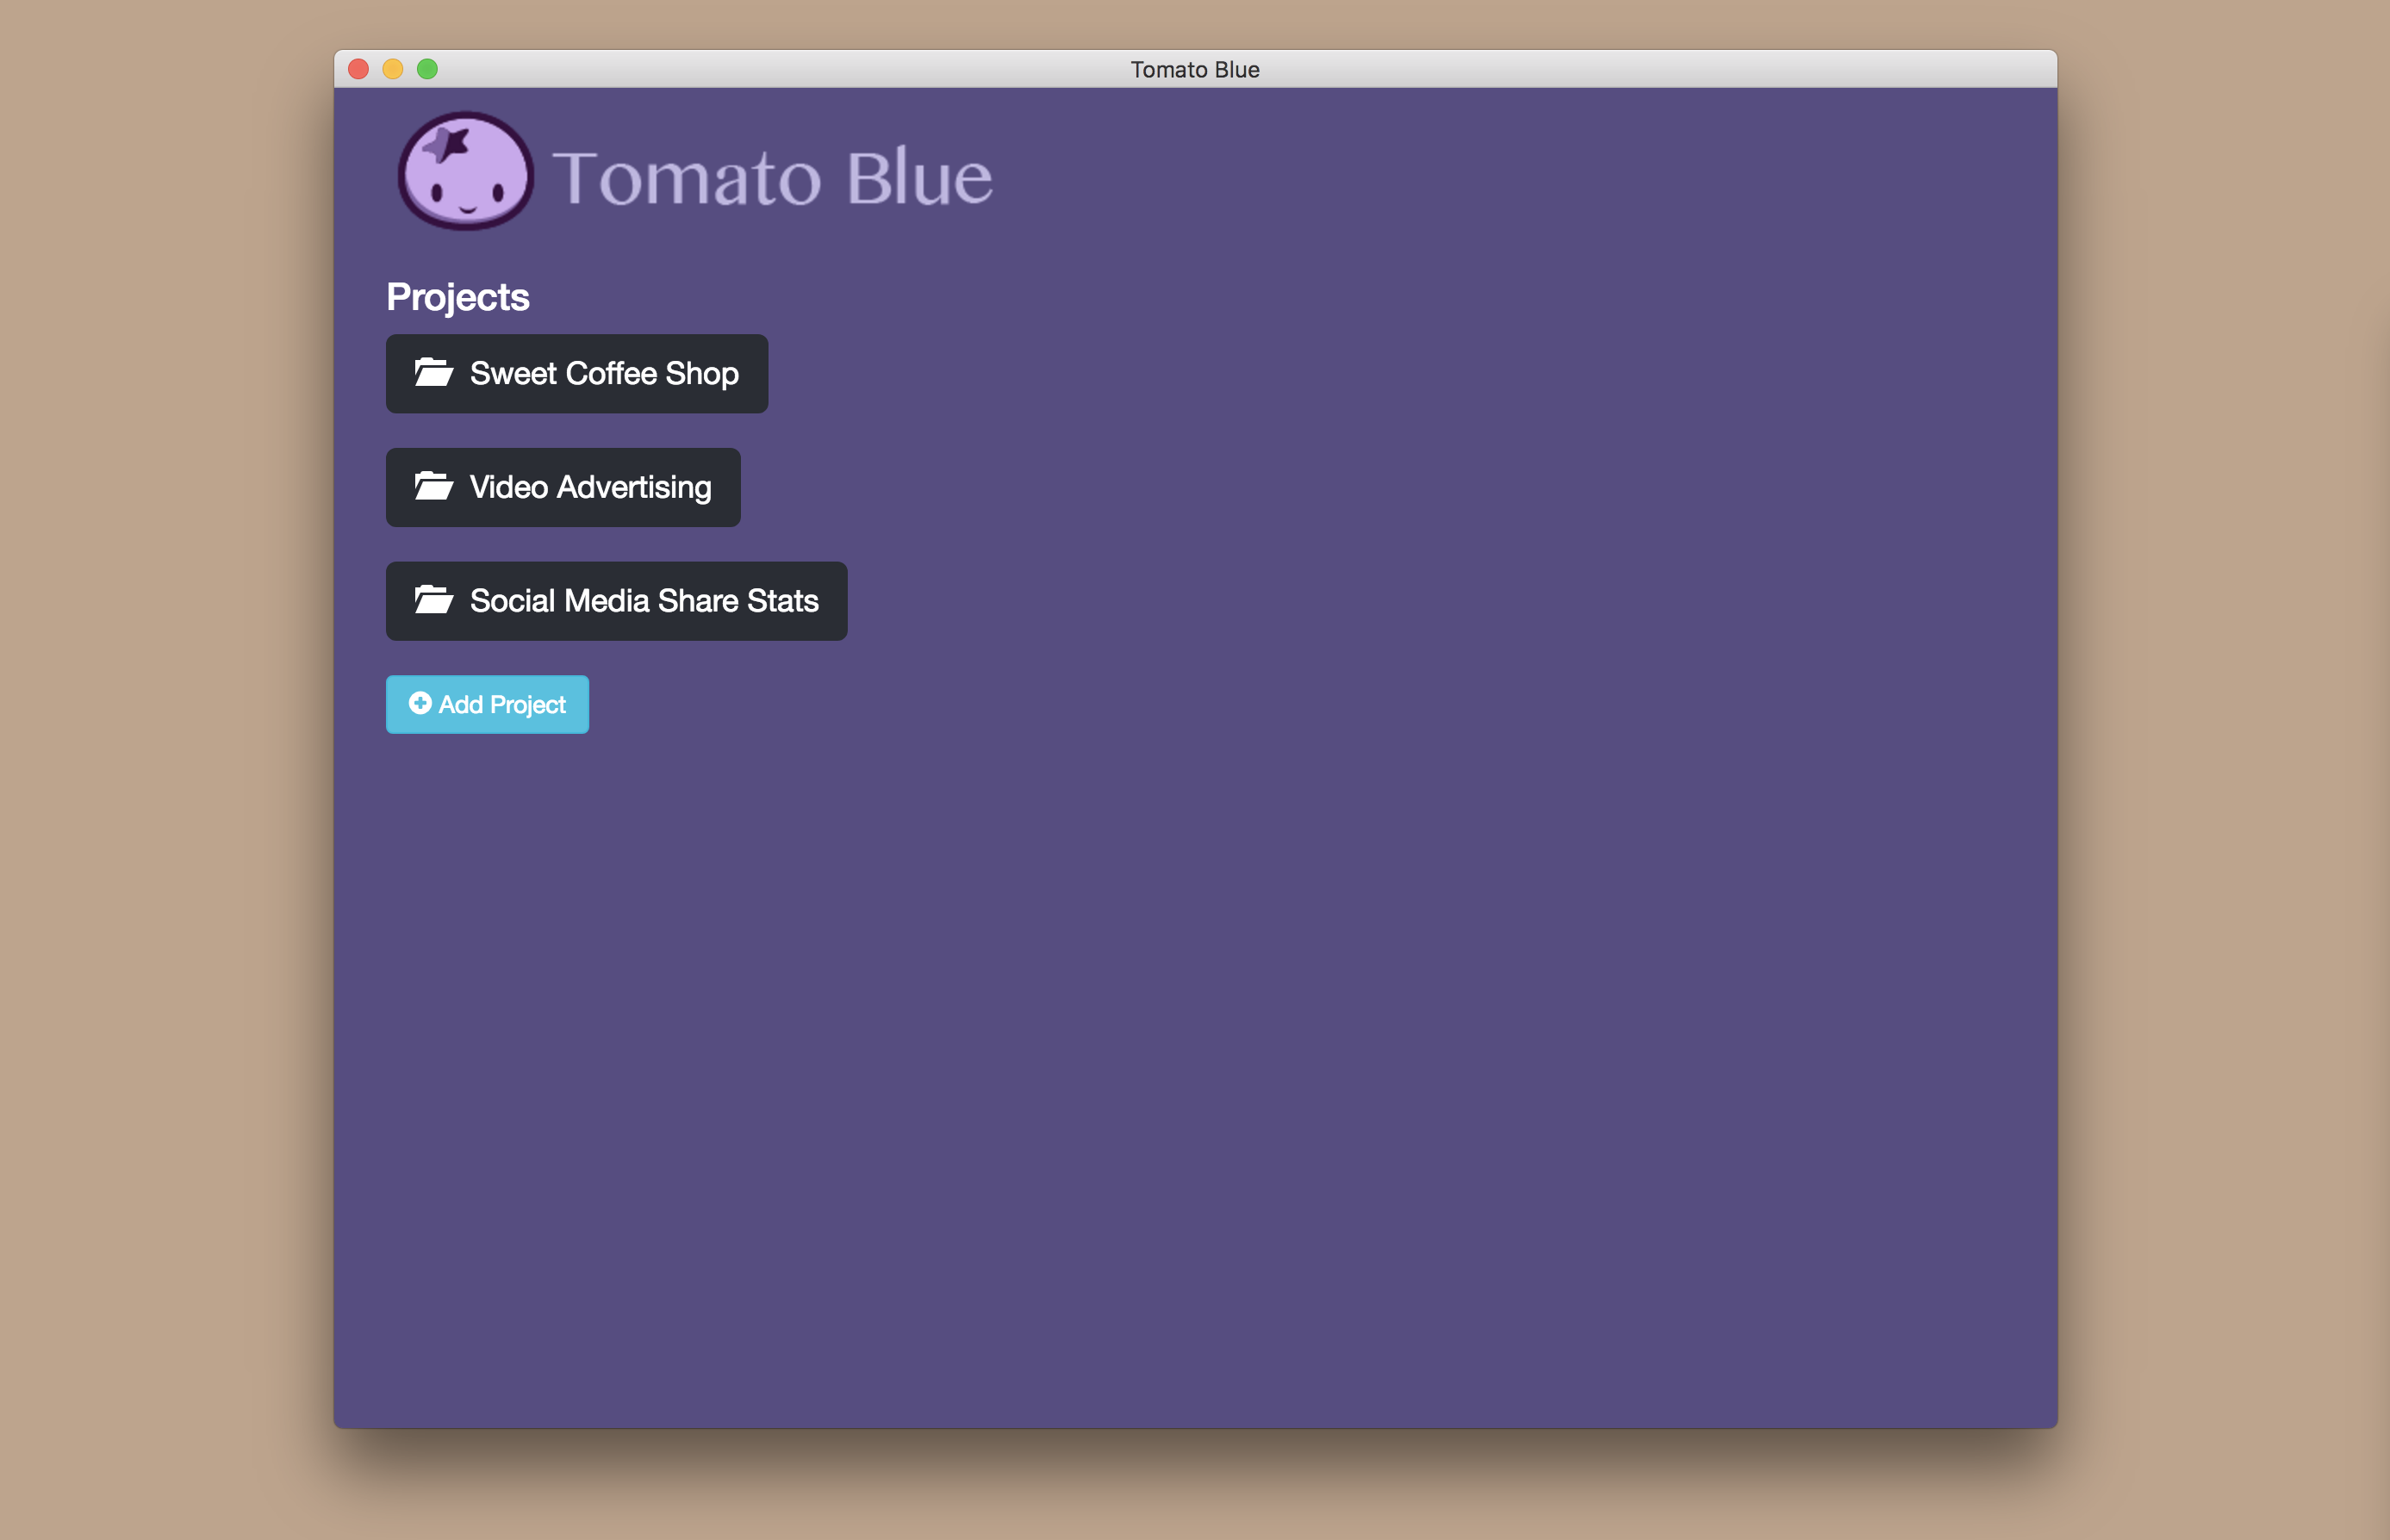 Tomato Blue
Tomato Blue
Projects
Sweet Coffee Shop
Video Advertising
Social Media Share Stats
Add Project